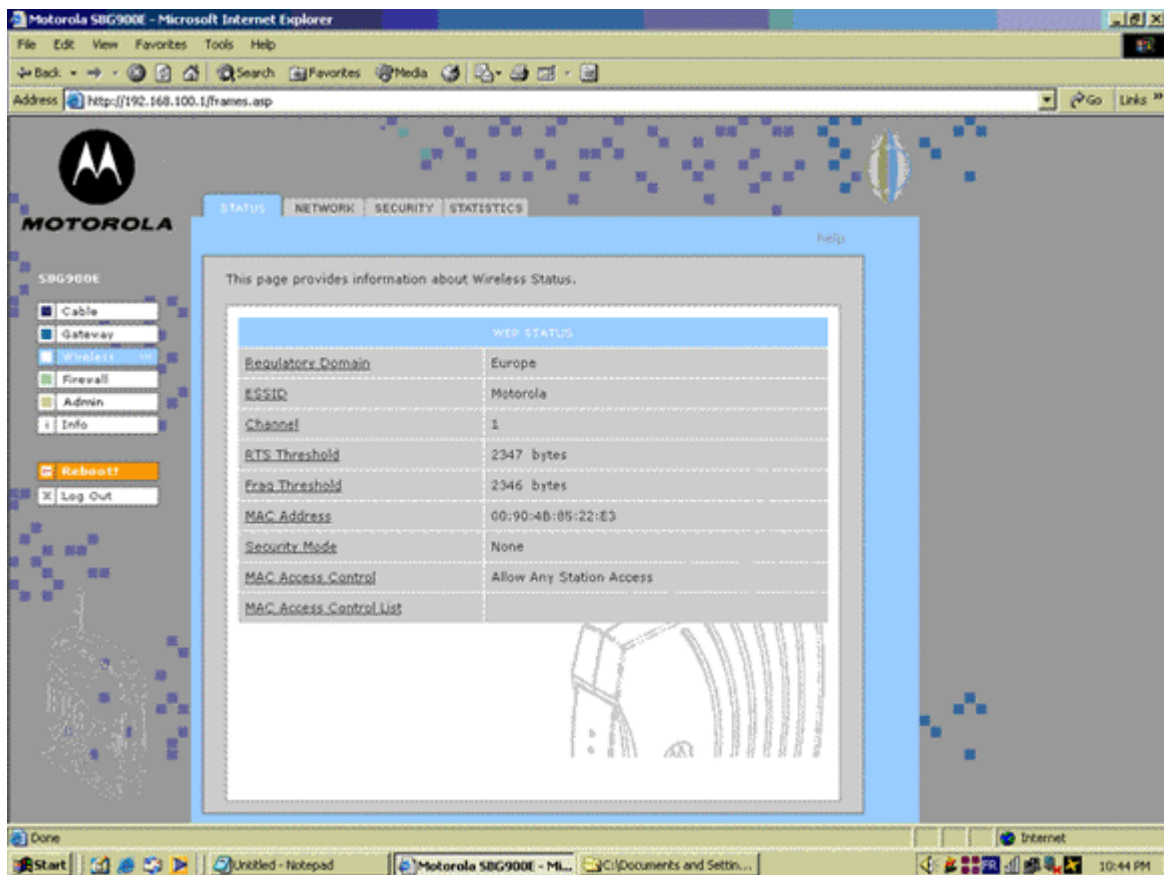 Motorola SBG900E - Microsoft Internet Explorer
File Edit View Favorites Tools Help
Back Search Favorites Media
Address http://192.168.100.1/frames.asp Go Links »
MOTOROLA
STATUS NETWORK SECURITY STATISTICS
help
SBG900E
Cable
Gateway
Wireless >>>
Firewall
Admin
i Info
Reboot!
X Log Out
This page provides information about Wireless Status.
WEP STATUS
Regulatory Domain Europe
ESSID Motorola
Channel 1
RTS Threshold 2347 bytes
Frag Threshold 2346 bytes
MAC Address 00:90:4B:85:22:E3
Security Mode None
MAC Access Control Allow Any Station Access
MAC Access Control List
Done Internet
Start Untitled - Notepad Motorola SBG900E - Mi... C:\Documents and Settin... FR 10:44 PM